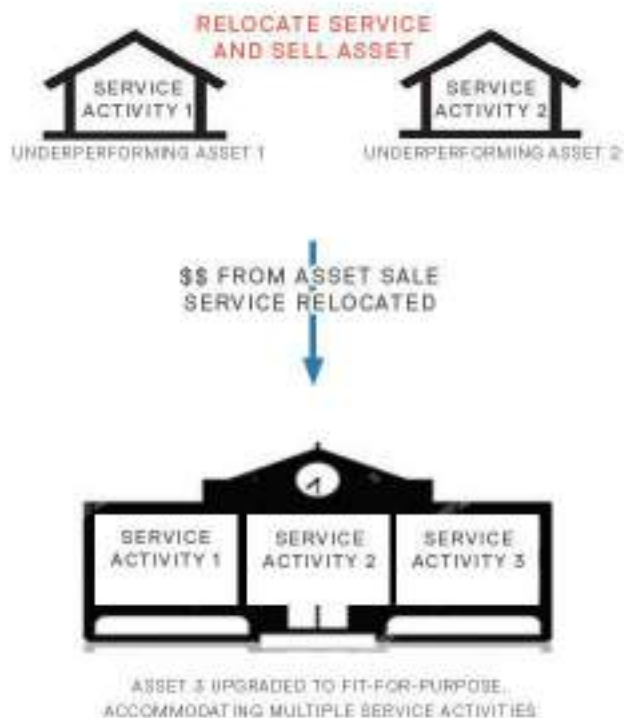 RELOCATE SERVICE
AND SELL ASSET
SERVICE
ACTIVITY 1
UNDERPERFORMING ASSET 1
SERVICE
ACTIVITY 2
UNDERPERFORMING ASSET 2
$$ FROM ASSET SALE
SERVICE RELOCATED
SERVICE
ACTIVITY 1
SERVICE
ACTIVITY 2
SERVICE
ACTIVITY 3
ASSET 3 UPGRADED TO FIT-FOR-PURPOSE,
ACCOMMODATING MULTIPLE SERVICE ACTIVITIES